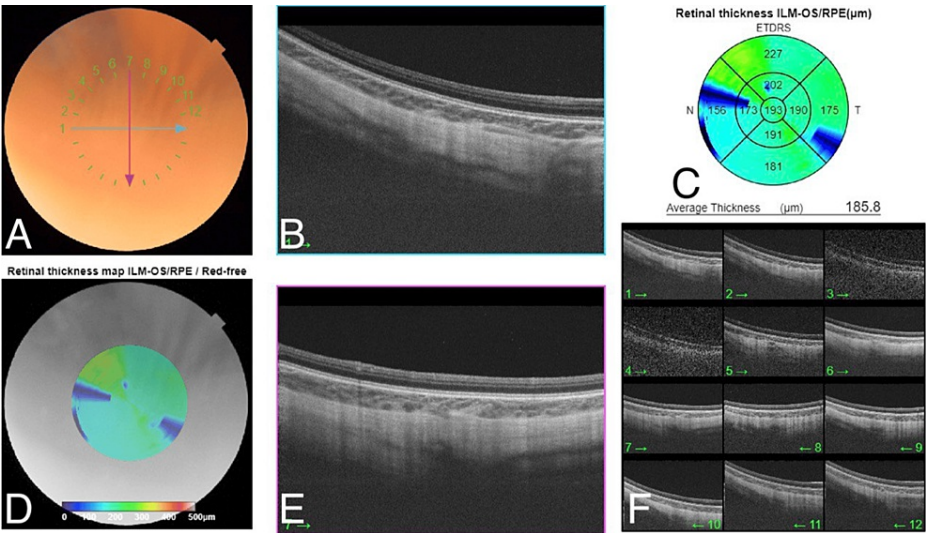 7
6 8
5 9
4 10
3 11
2 12
1
A
B
1 →
Retinal thickness ILM-OS/RPE(µm)
ETDRS
227
202
N 156 173 193 190 175 T
191
181
C
Average Thickness (µm) 185.8
Retinal thickness map ILM-OS/RPE / Red-free
D
0 100 200 300 400 500µm
E
7 →
1 → 2 → 3 →
4 → 5 → 6 →
7 → ← 8 ← 9
F
← 10 ← 11 ← 12